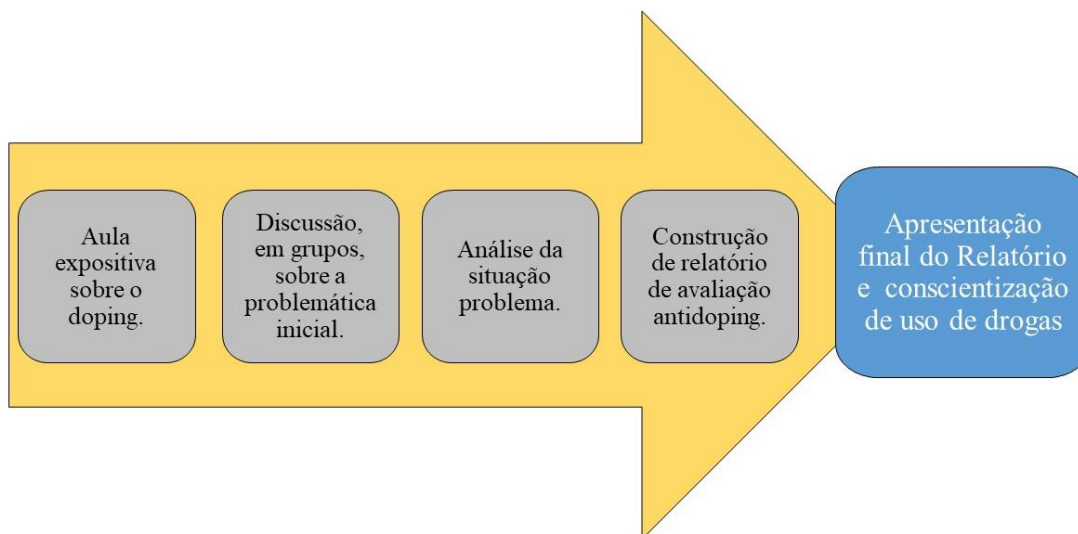 Aula
expositiva
sobre o
doping.
Discussão,
em grupos,
sobre a
problemática
inicial.
Análise da
situação
problema.
Construção
de relatório
de avaliação
antidoping.
Apresentação
final do Relatório
e conscientização
de uso de drogas